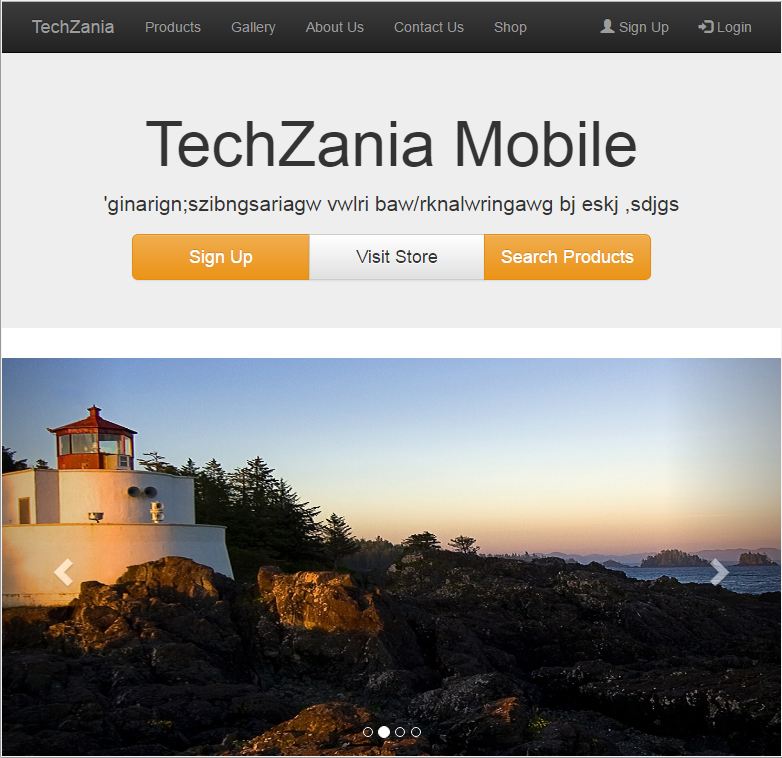 TechZania Products Gallery About Us Contact Us Shop Sign Up Login
TechZania Mobile
'ginarign;szibngsariagw vwlri baw/rknalwringawg bj eskj ,sdjgs
Sign Up Visit Store Search Products